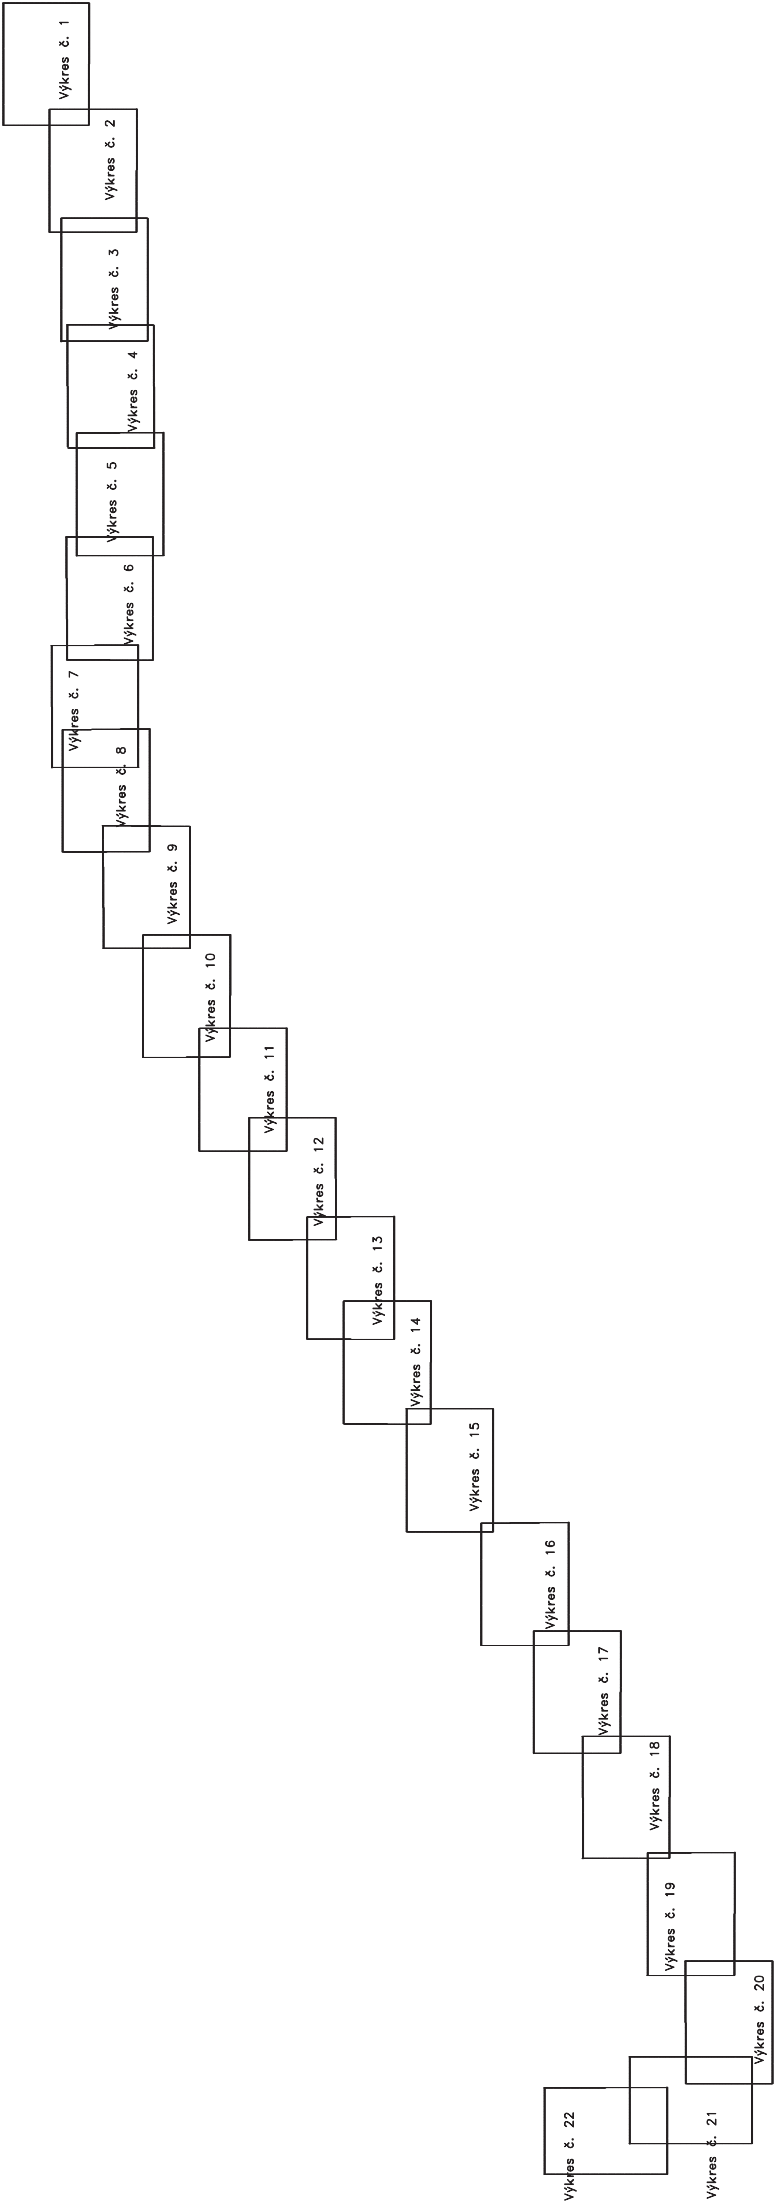 Výkres č. 1
Výkres č. 2
Výkres č. 3
Výkres č. 4
Výkres č. 5
Výkres č. 6
Výkres č. 7
Výkres č. 8
Výkres č. 9
Výkres č. 10
Výkres č. 11
Výkres č. 12
Výkres č. 13
Výkres č. 14
Výkres č. 15
Výkres č. 16
Výkres č. 17
Výkres č. 18
Výkres č. 19
Výkres č. 20
Výkres č. 21
Výkres č. 22